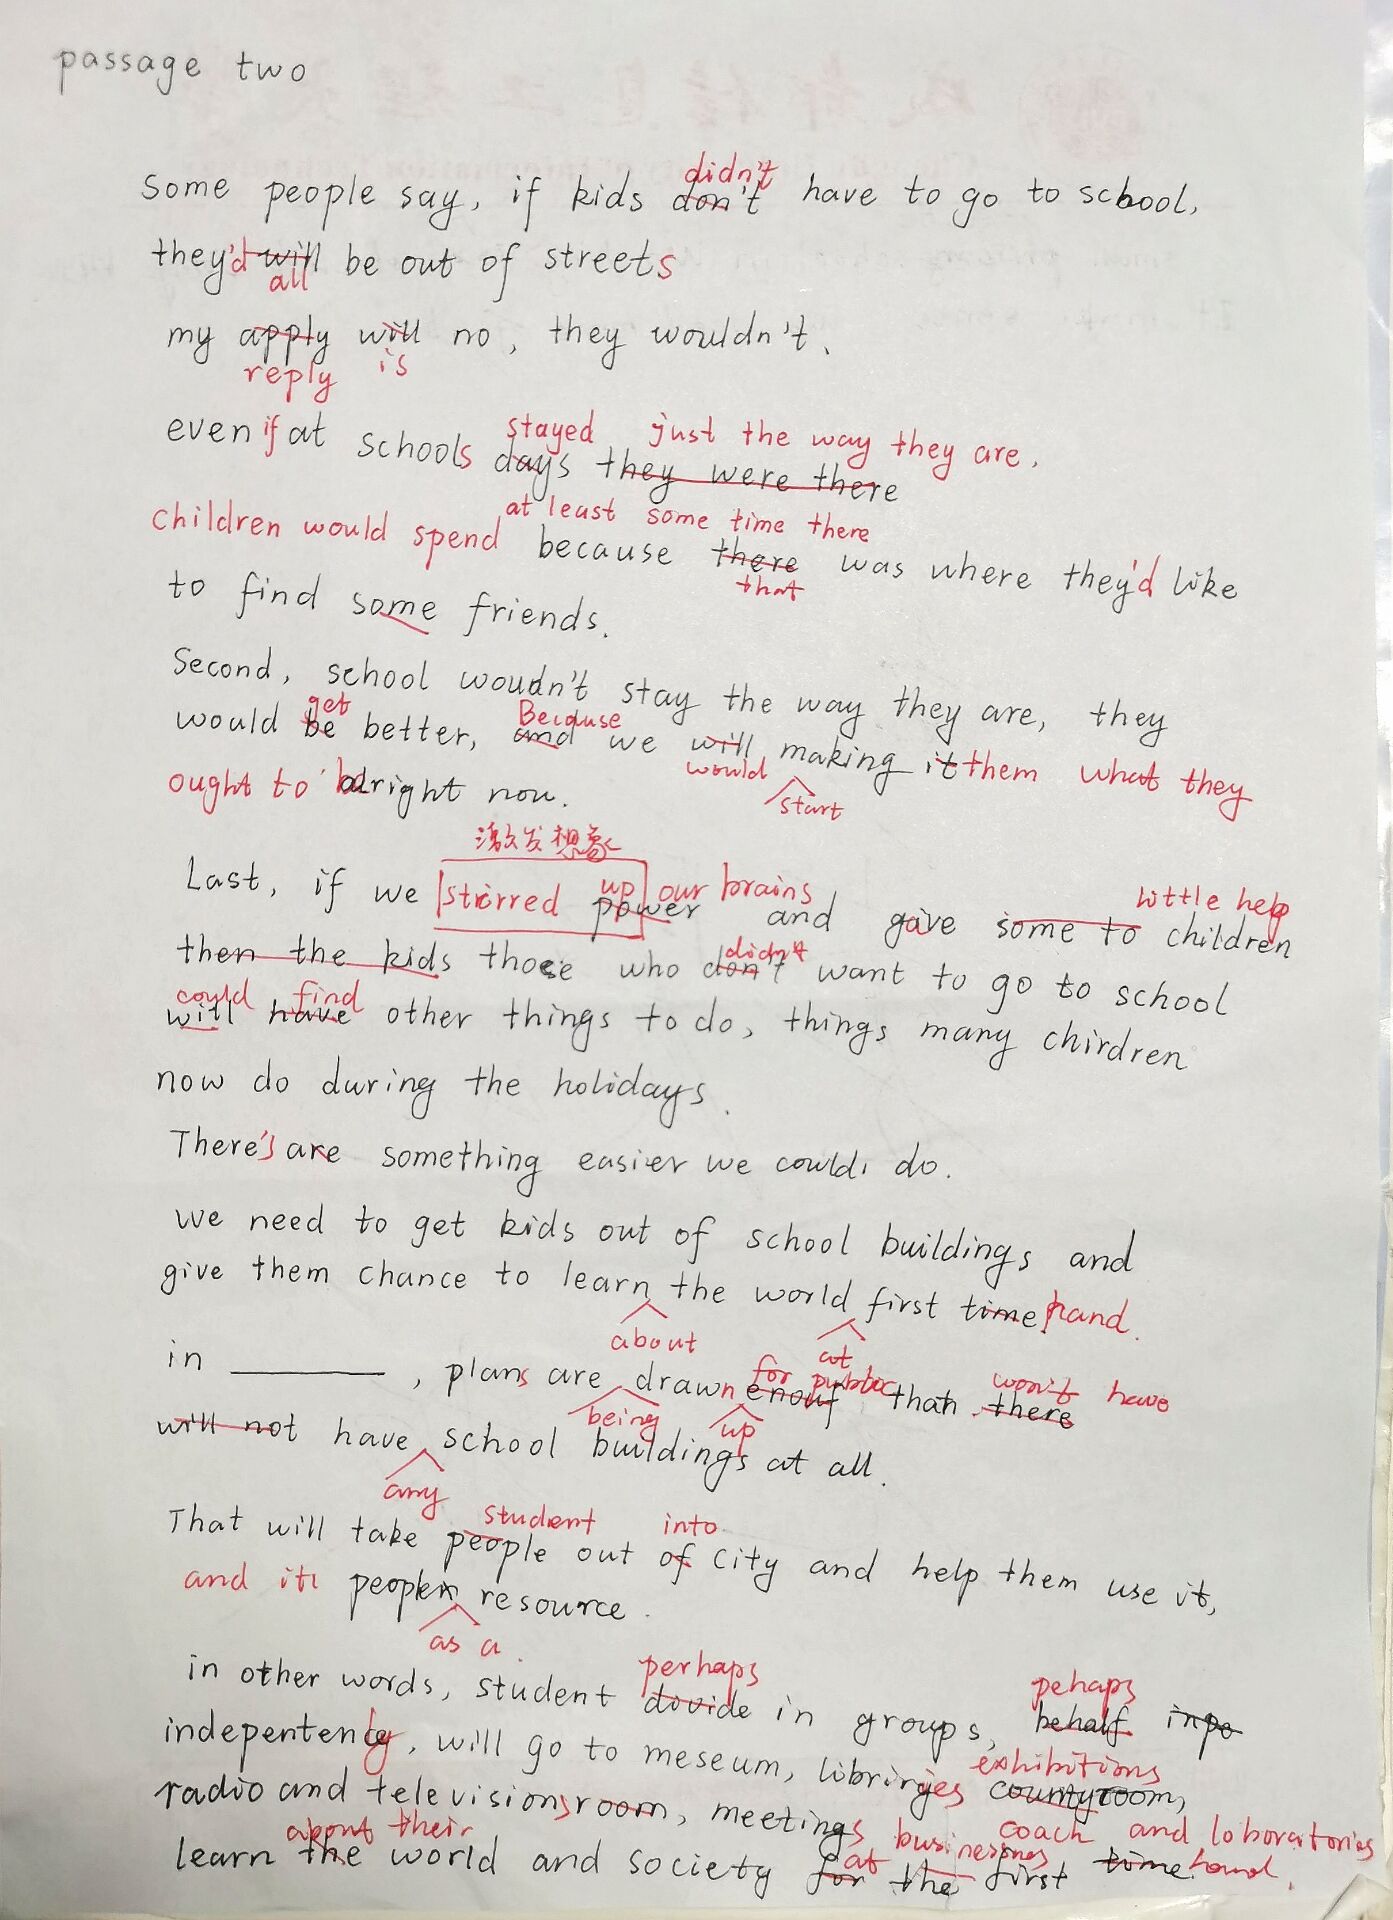 passage two
didn't
some people say, if kids don't have to go to school,
they'd will be out of streets
all
my apply will no, they wouldn't.
reply is
stayed just the way they are.
even if at schools days they were there
at least some time there
children would spend because there was where they'd like
that
to find some friends.
Second, school woudn't stay the way they are, they
get Because
would be better, and we will making it them what they
would start
ought to be alright now.
激发想象
Last, if we stirred up power our brains and gave some to children
little help
didn't
then the kids those who don't want to go to school
could find
will have other things to do, things many chirdren
now do during the holidays.
There's are something easier we could do.
we need to get kids out of school buildings and
give them chance to learn the world first time hand.
about at
for public won't have
in , plans are drawn enouf that there
being up
will not have school buildings at all.
any
student into
That will take people out of city and help them use it,
and it peoplen resource.
as a
perhaps pehaps
in other words, student divide in groups, behalf
indepently, will go to meseum, libriries
exhibitions
radio and televisions room, meetings countyroom,
coach and loboratories
about their businesses
learn the world and society for the first time hand.
at